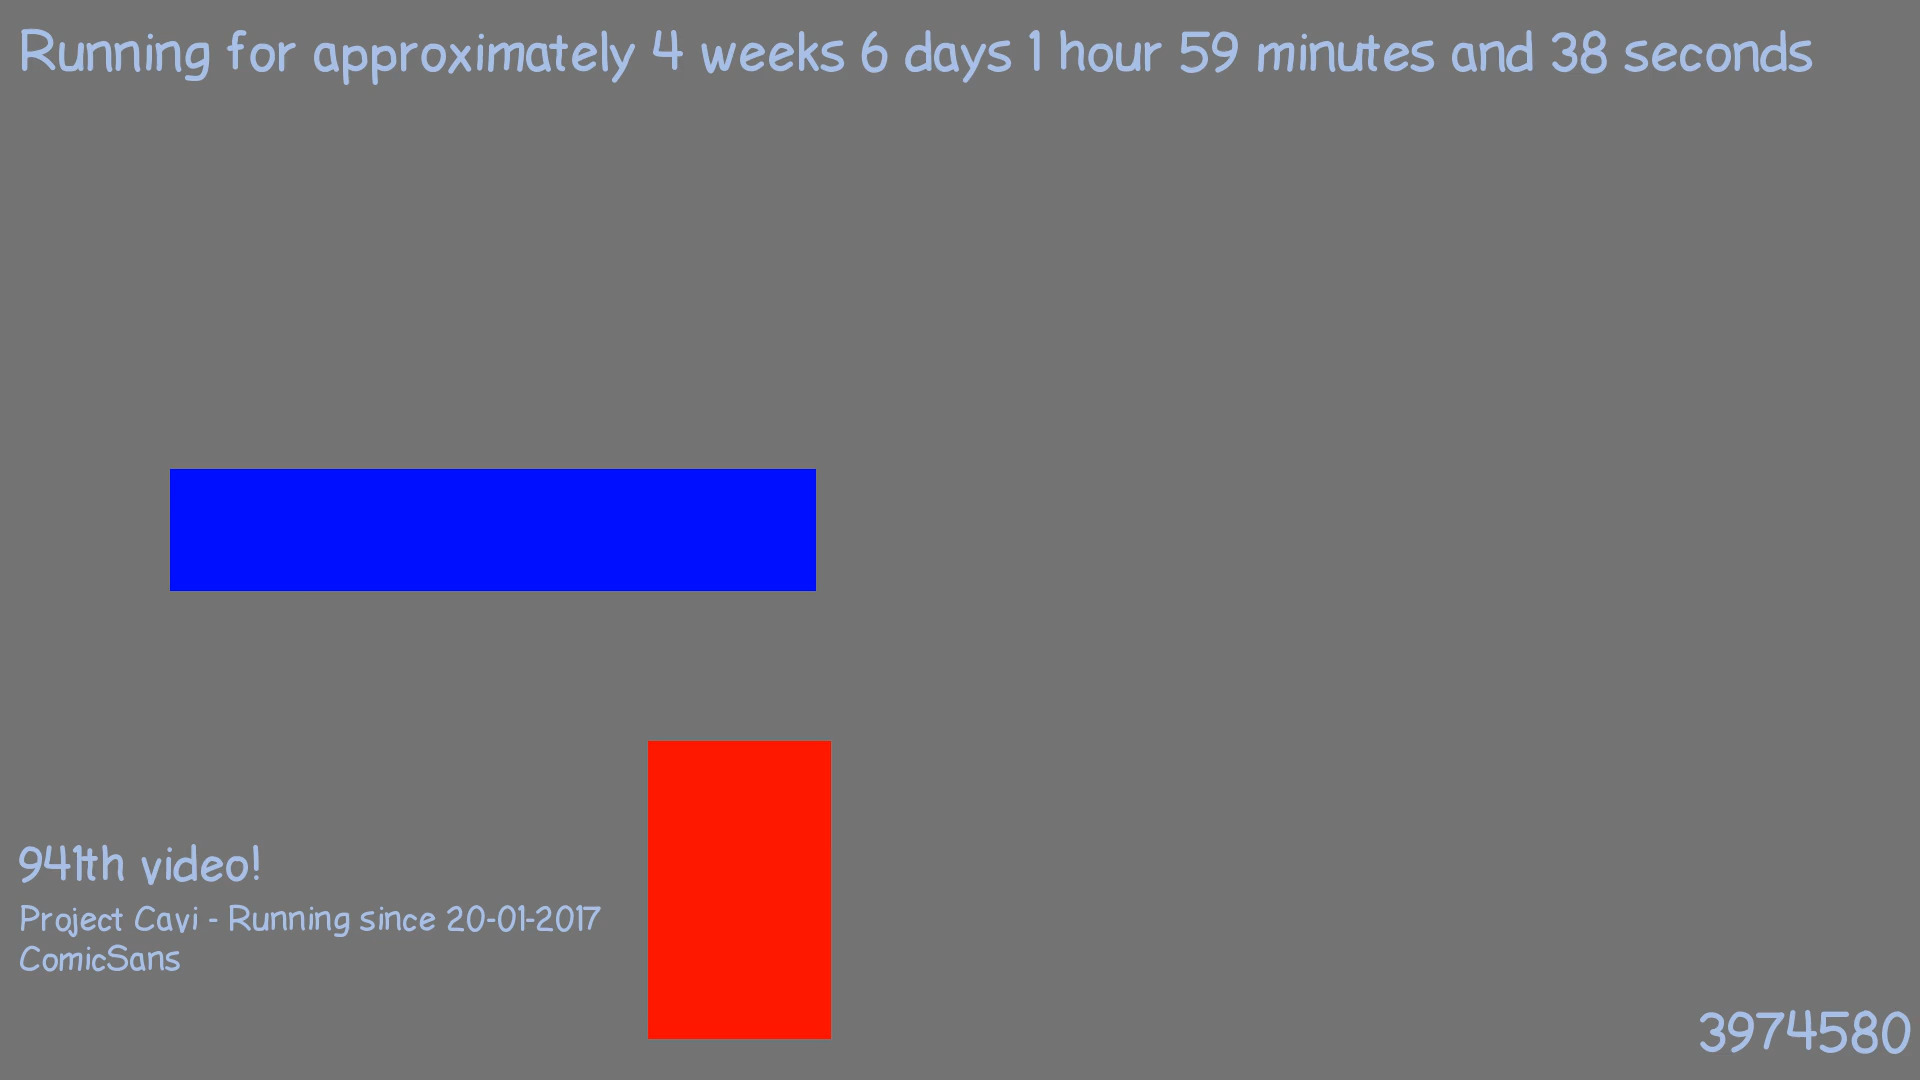 Running for approximately 4 weeks 6 days 1 hour 59 minutes and 38 seconds
941th video!
Project Cavi - Running since 20-01-2017
ComicSans
3974580